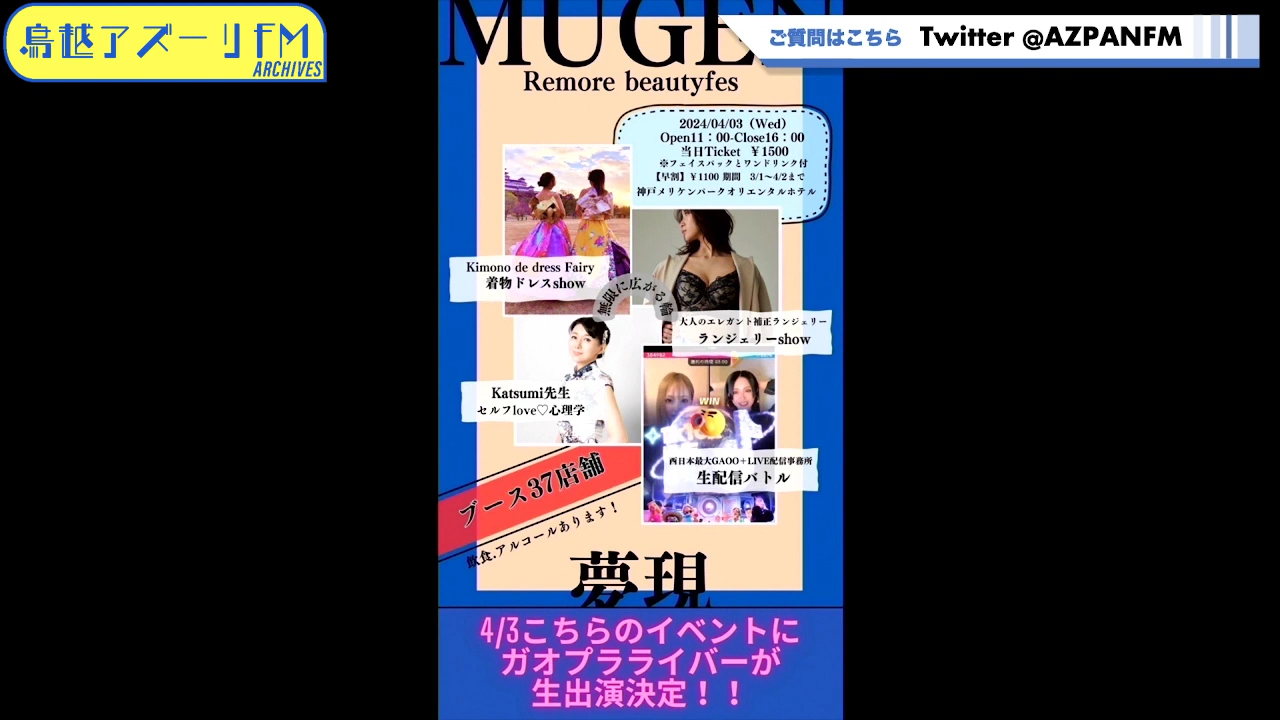 鳥越アズーリFM
ARCHIVES
ご質問はこちら Twitter @AZPANFM
MUGEN
Remore beautyfes
2024/04/03（Wed）
Open11：00-Close16：00
当日Ticket ￥1500
※フェイスパックとワンドリンク付
【早割】￥1100 期間 3/1〜4/2まで
神戸メリケンパークオリエンタルホテル
Kimono de dress Fairy
着物ドレスshow
無限に広がる輪
大人のエレガント補正ランジェリー
ランジェリーshow
Katsumi先生
セルフlove♡心理学
WIN
西日本最大GAOO＋LIVE配信事務所
生配信バトル
ブース37店舗
飲食.アルコールあります！
夢現
4/3こちらのイベントに
ガオプラライバーが
生出演決定！！